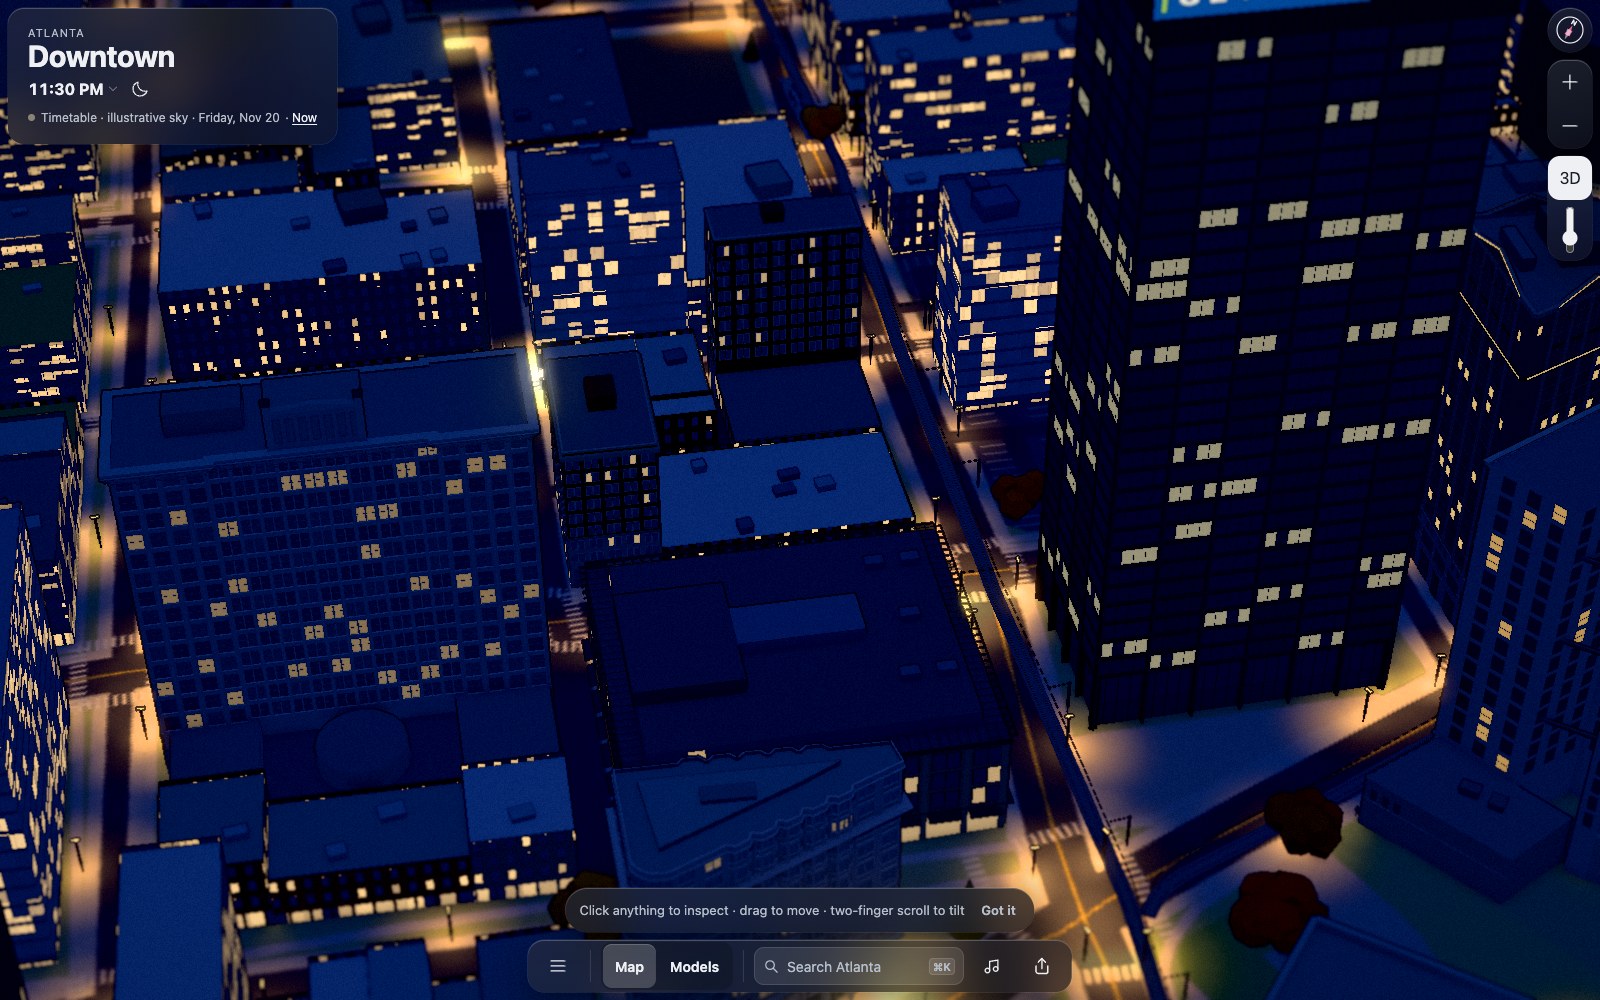 ATLANTA
Downtown
11:30 PM
Timetable · illustrative sky · Friday, Nov 20 · Now
N
3D
Click anything to inspect · drag to move · two-finger scroll to tilt Got it
Map Models Search Atlanta ⌘K